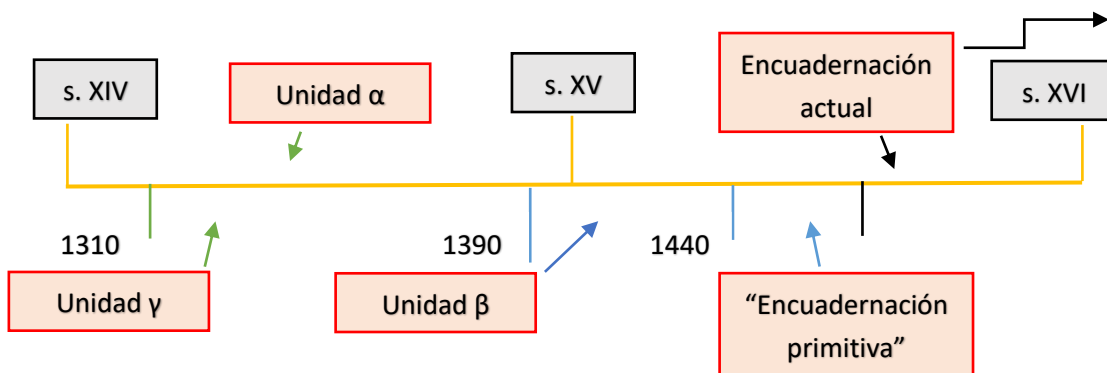 s. XIV
Unidad α
s. XV
Encuadernación
actual
s. XVI
1310
1390
1440
Unidad γ
Unidad β
“Encuadernación
primitiva”